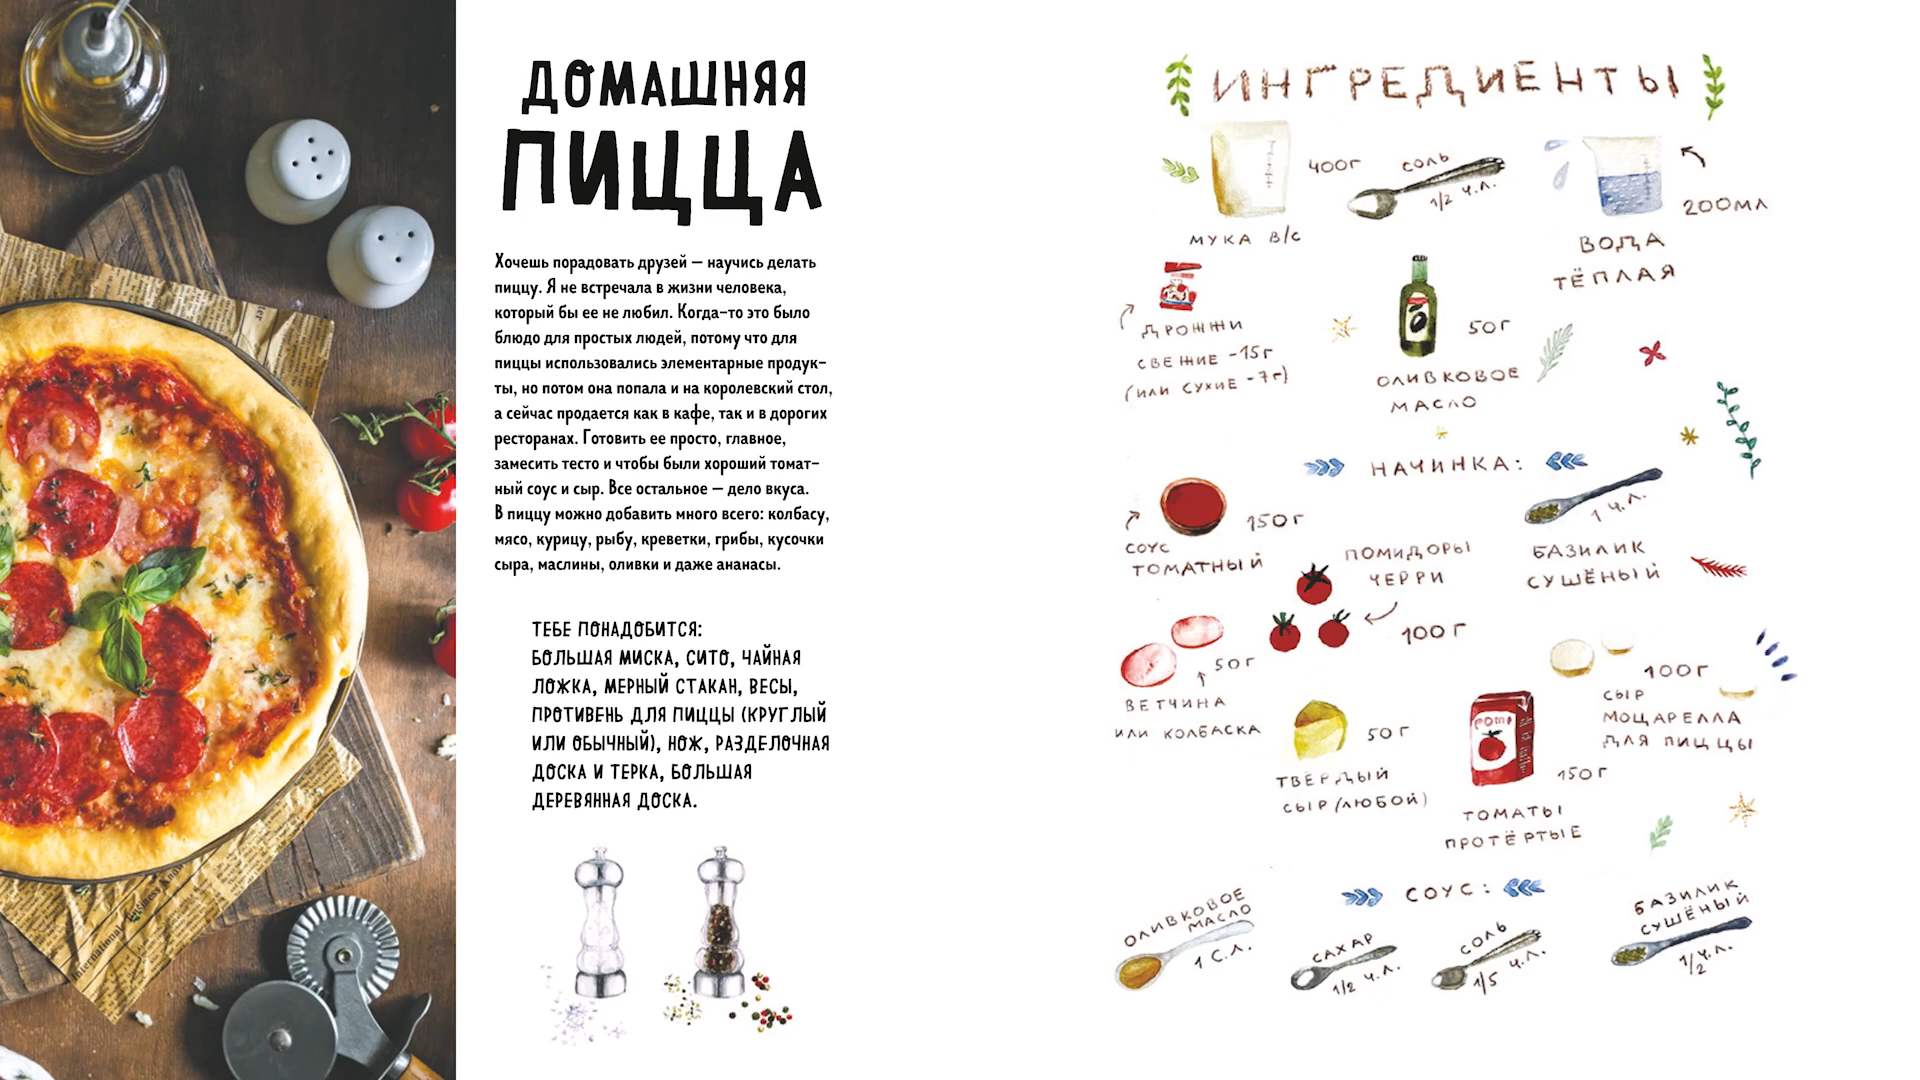 ДОМАШНЯЯ
ПИЦЦА
Хочешь порадовать друзей – научись делать
пиццу. Я не встречала в жизни человека,
который бы ее не любил. Когда-то это было
блюдо для простых людей, потому что для
пиццы использовались элементарные продук-
ты, но потом она попала и на королевский стол,
а сейчас продается как в кафе, так и в дорогих
ресторанах. Готовить ее просто, главное,
замесить тесто и чтобы были хороший томат-
ный соус и сыр. Все остальное – дело вкуса.
В пиццу можно добавить много всего: колбасу,
мясо, курицу, рыбу, креветки, грибы, кусочки
сыра, маслины, оливки и даже ананасы.
ТЕБЕ ПОНАДОБИТСЯ:
БОЛЬШАЯ МИСКА, СИТО, ЧАЙНАЯ
ЛОЖКА, МЕРНЫЙ СТАКАН, ВЕСЫ,
ПРОТИВЕНЬ ДЛЯ ПИЦЦЫ (КРУГЛЫЙ
ИЛИ ОБЫЧНЫЙ), НОЖ, РАЗДЕЛОЧНАЯ
ДОСКА И ТЕРКА, БОЛЬШАЯ
ДЕРЕВЯННАЯ ДОСКА.
ИНГРЕДИЕНТЫ
400г
МУКА В/С
СОЛЬ
1/2 ч.л.
200мл
ВОДА
ТЁПЛАЯ
ДРОЖЖИ
СВЕЖИЕ -15г
(ИЛИ СУХИЕ -7г)
50г
ОЛИВКОВОЕ
МАСЛО
НАЧИНКА:
150г
СОУС
ТОМАТНЫЙ
ПОМИДОРЫ
ЧЕРРИ
100г
1 ч.л.
БАЗИЛИК
СУШЁНЫЙ
50г
ВЕТЧИНА
ИЛИ КОЛБАСКА
50г
ТВЁРДЫЙ
СЫР (ЛЮБОЙ)
POMI
150г
ТОМАТЫ
ПРОТЁРТЫЕ
100г
СЫР
МОЦАРЕЛЛА
ДЛЯ ПИЦЦЫ
СОУС:
ОЛИВКОВОЕ
МАСЛО
1 с.л.
САХАР
1/2 ч.л.
СОЛЬ
1/5 ч.л.
БАЗИЛИК
СУШЁНЫЙ
1/2 ч.л.
International